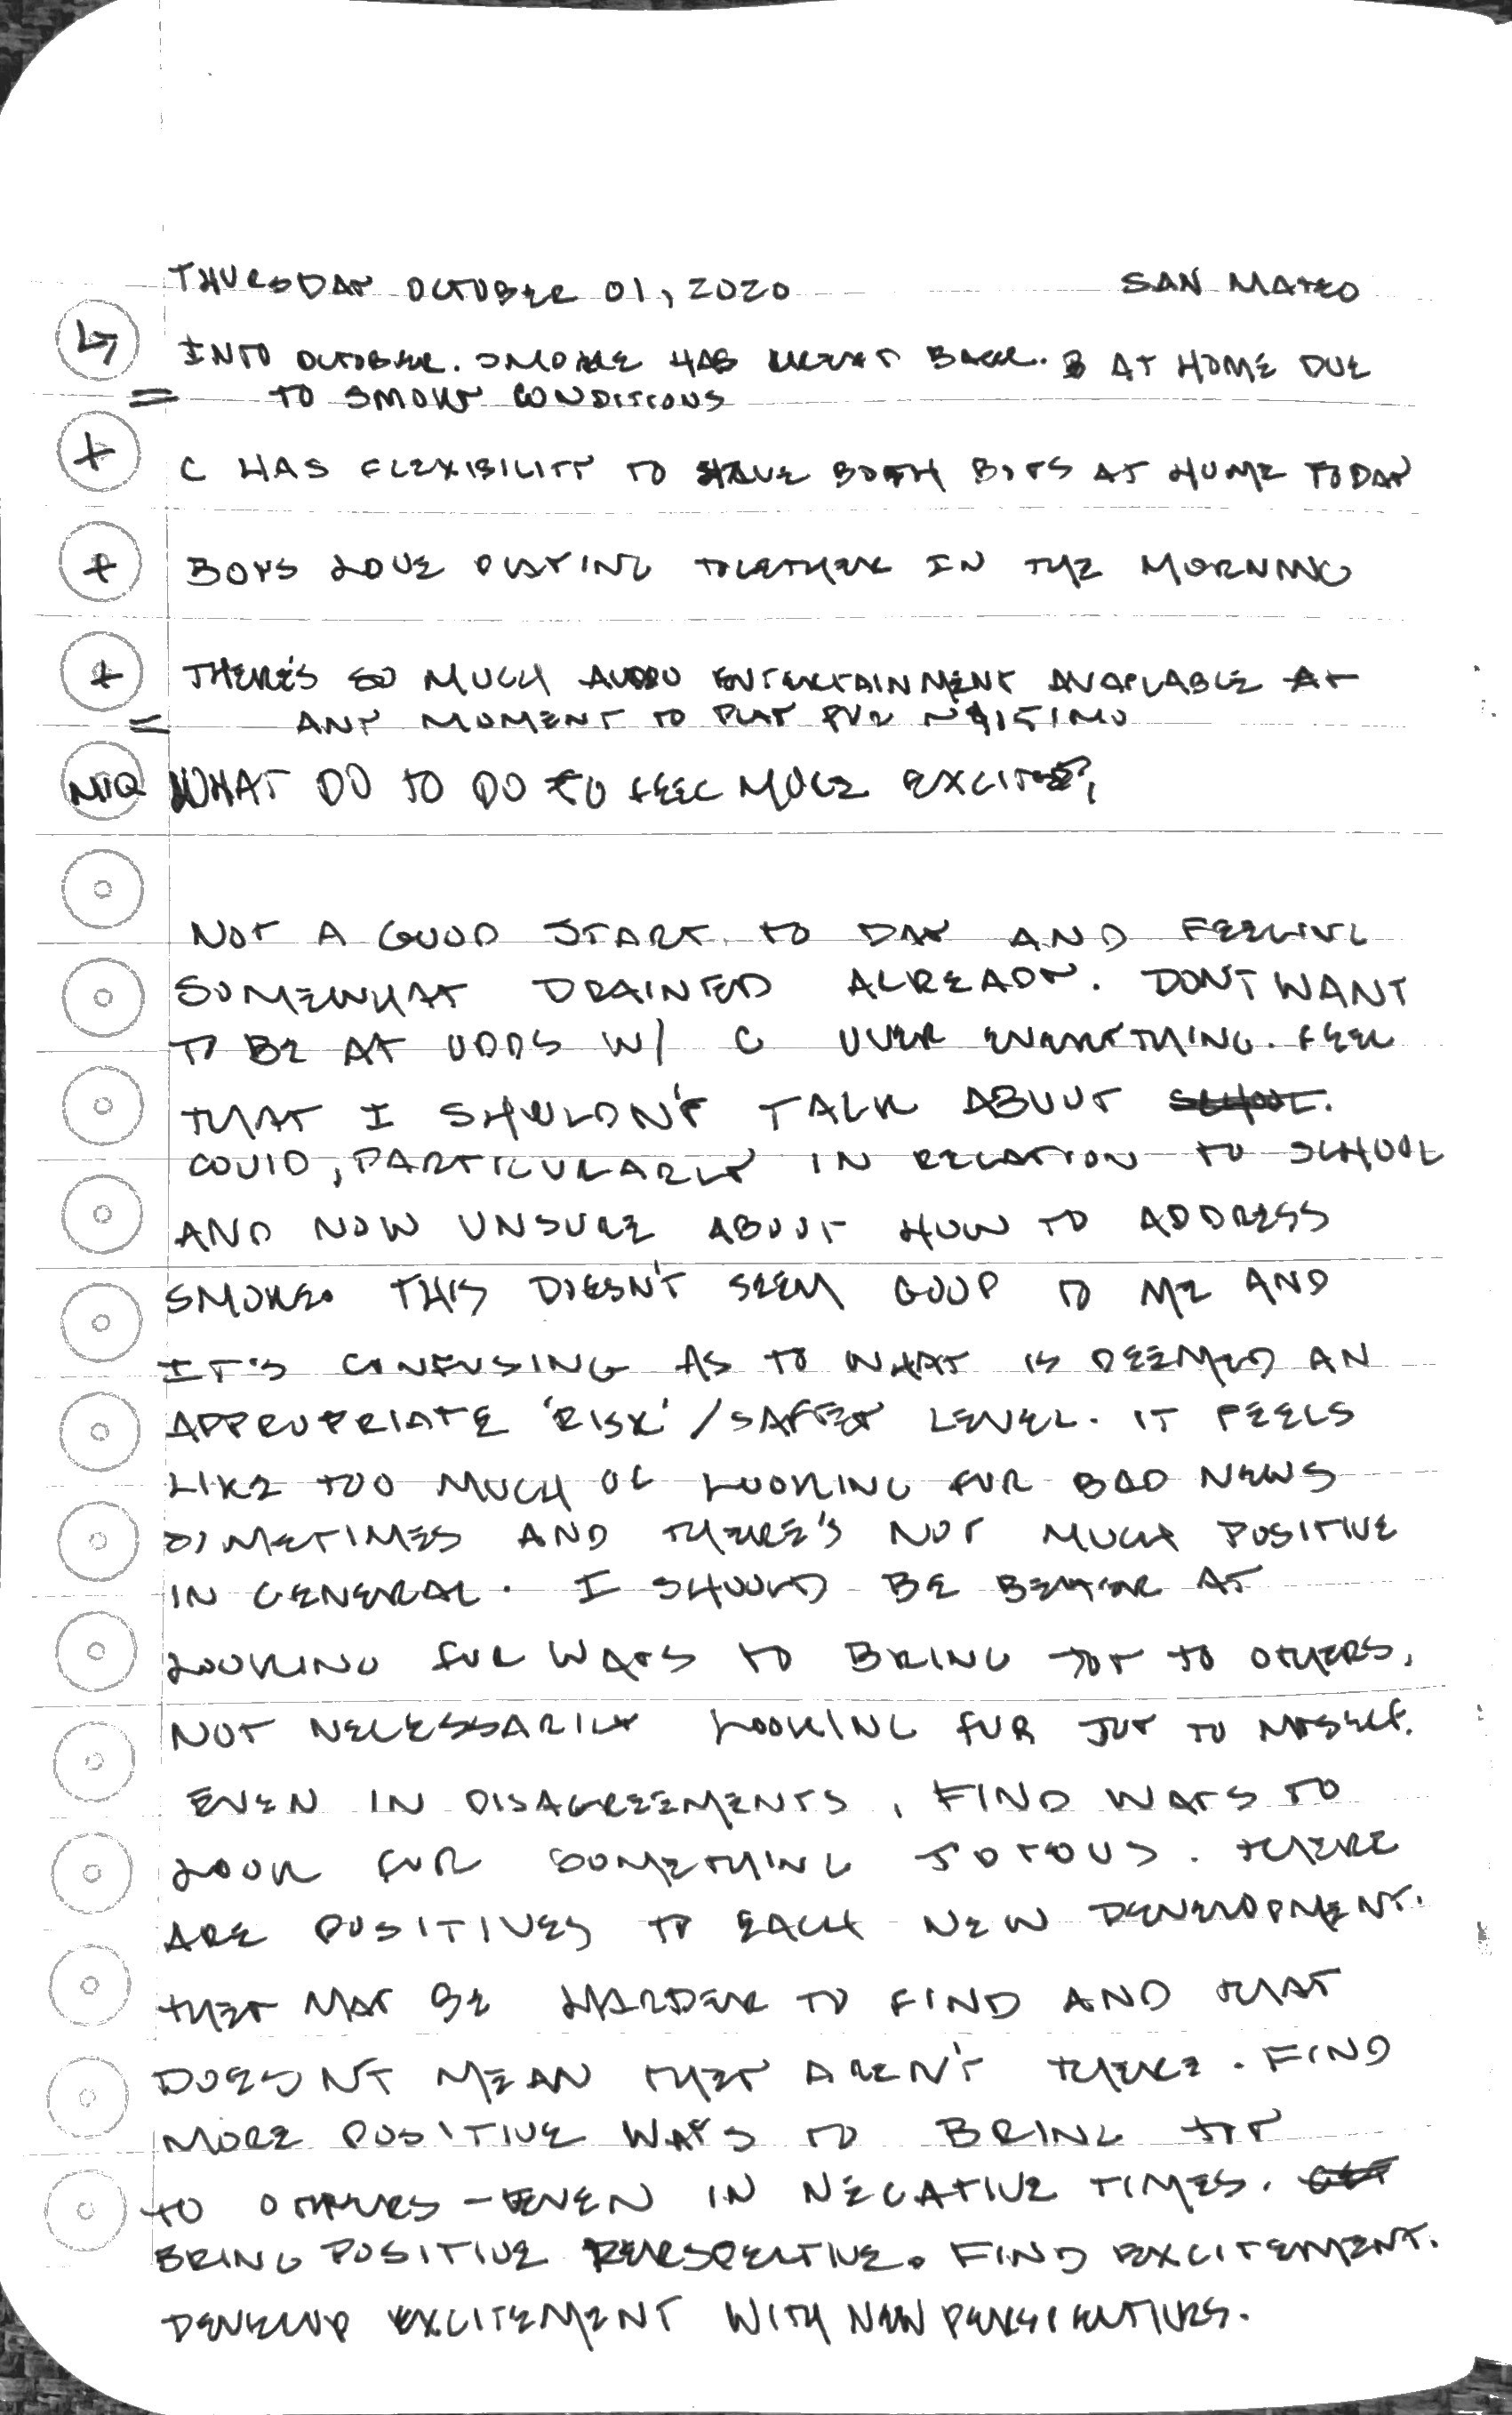 THURSDAY OCTOBER 01, 2020 SAN MATEO
↳ INTO OCTOBER. SMOKE HAS CREPT BACK. B AT HOME DUE
= TO SMOKE CONDITIONS
+ C HAS FLEXIBILITY TO HAVE BOTH BOYS AT HOME TODAY
+ BOYS LOVE PLAYING TOGETHER IN THE MORNING
+ THERE'S SO MUCH AUDIO ENTERTAINMENT AVAILABLE AT
= ANY MOMENT TO PLAY FOR
MIQ WHAT DO TO DO TO FEEL MORE EXCITED?
NOT A GOOD START TO DAY AND FEELING
SOMEWHAT DRAINED ALREADY. DONT WANT
TO BE AT ODDS W/ C OVER EVERYTHING. FEEL
THAT I SHOULDN'T TALK ABOUT SCHOOL.
COVID, PARTICULARLY IN RELATION TO SCHOOL
AND NOW UNSURE ABOUT HOW TO ADDRESS
SMOKE. THIS DOESN'T SEEM GOOD TO ME AND
IT'S CONFUSING AS TO WHAT IS DEEMED AN
APPROPRIATE 'RISK'/SAFETY LEVEL. IT FEELS
LIKE TOO MUCH OF LOOKING FOR BAD NEWS
SOMETIMES AND THERE'S NOT MUCH POSITIVE
IN GENERAL. I SHOULD BE BETTER AT
LOOKING FOR WAYS TO BRING JOY TO OTHERS,
NOT NECESSARILY LOOKING FOR JOY TO MYSELF.
EVEN IN DISAGREEMENTS, FIND WAYS TO
LOOK FOR SOMETHING JOYOUS. THERE
ARE POSITIVES TO EACH NEW DEVELOPMENT.
THEY MAY BE HARDER TO FIND AND THAT
DOESN'T MEAN THEY AREN'T THERE. FIND
MORE POSITIVE WAYS TO BRING JOY
TO OTHERS - EVEN IN NEGATIVE TIMES.
BRING POSITIVE PERSPECTIVE. FIND EXCITEMENT.
DEVELOP EXCITEMENT WITH NEW PERSPECTIVES.